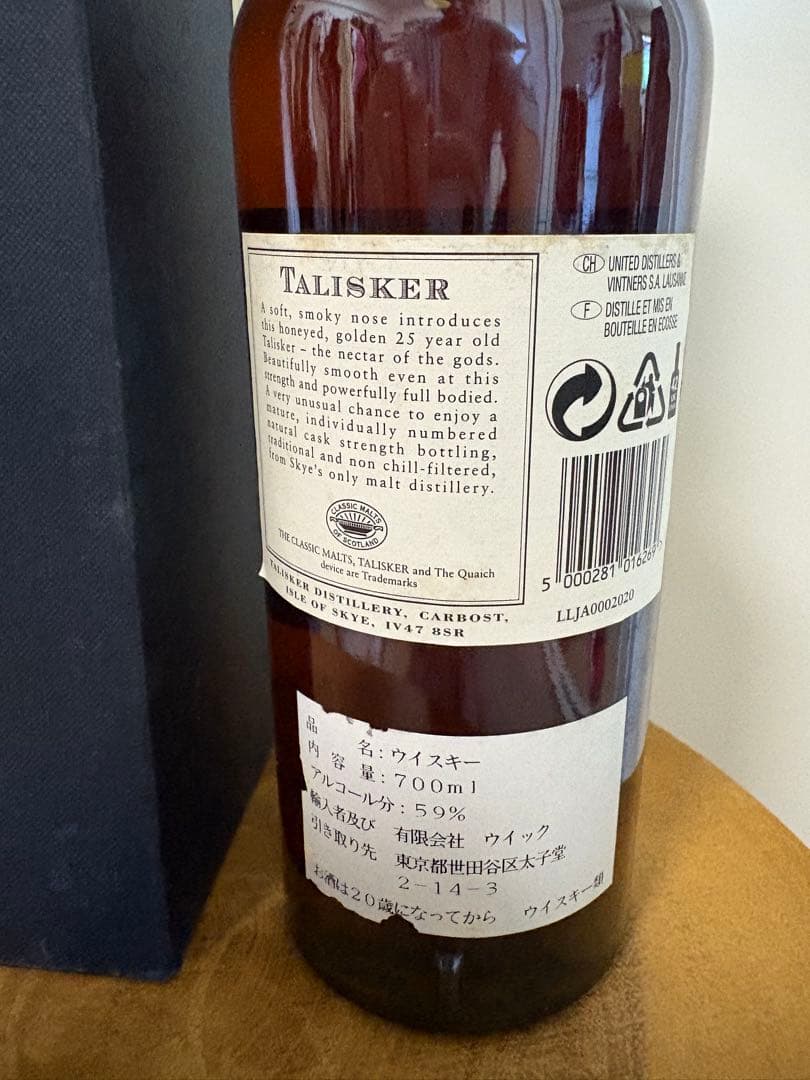 TALISKER
A soft, smoky nose introduces
this honeyed, golden 25 year old
Talisker – the nectar of the gods.
Beautifully smooth even at this
strength and powerfully full bodied.
A very unusual chance to enjoy a
mature, individually numbered
natural cask strength bottling,
traditional and non chill-filtered,
from Skye's only malt distillery.
CLASSIC MALTS
OF SCOTLAND
THE CLASSIC MALTS, TALISKER and The Quaich
device are Trademarks
TALISKER DISTILLERY, CARBOST,
ISLE OF SKYE, IV47 8SR
CH UNITED DISTILLERS &
VINTNERS S.A. LAUSANNE
F DISTILLE ET MIS EN
BOUTEILLE EN ECOSSE
5 000281 016269
LLJA0002020
品名:ウイスキー
内容量:700ml
アルコール分:59%
輸入者及び 有限会社 ウイック
引き取り先 東京都世田谷区太子堂
2-14-3
お酒は20歳になってから ウイスキー類